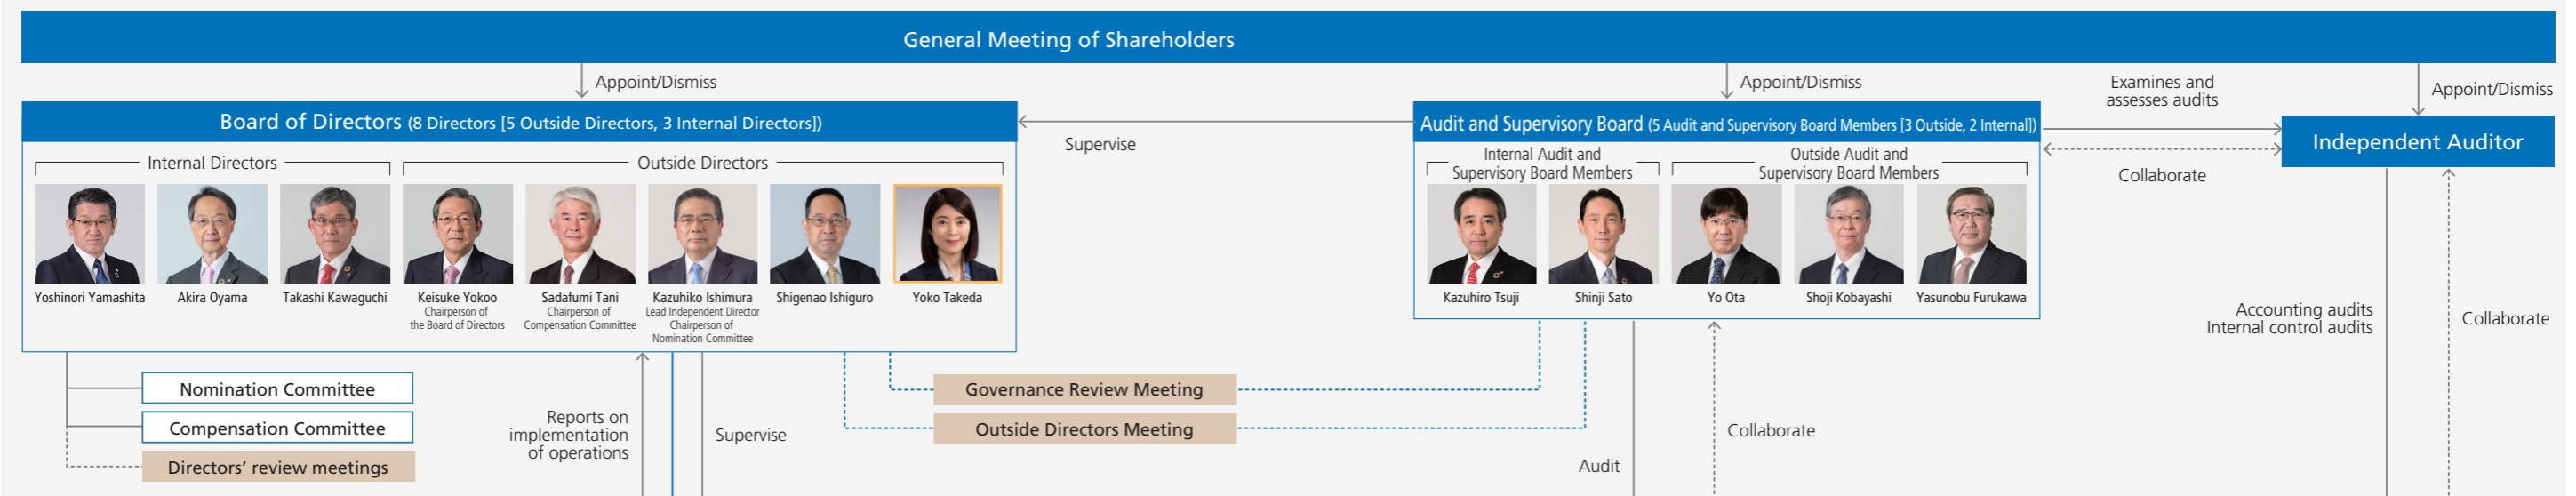 General Meeting of Shareholders
Appoint/Dismiss
Appoint/Dismiss
Examines and
assesses audits
Appoint/Dismiss
Board of Directors (8 Directors [5 Outside Directors, 3 Internal Directors])
Supervise
Audit and Supervisory Board (5 Audit and Supervisory Board Members [3 Outside, 2 Internal])
Collaborate
Independent Auditor
Internal Directors
Outside Directors
Yoshinori Yamashita
Akira Oyama
Takashi Kawaguchi
Keisuke Yokoo
Chairperson of
the Board of Directors
Sadafumi Tani
Chairperson of
Compensation Committee
Kazuhiko Ishimura
Lead Independent Director
Chairperson of
Nomination Committee
Shigenao Ishiguro
Yoko Takeda
Internal Audit and
Supervisory Board Members
Outside Audit and
Supervisory Board Members
Kazuhiro Tsuji
Shinji Sato
Yo Ota
Shoji Kobayashi
Yasunobu Furukawa
Accounting audits
Internal control audits
Collaborate
Nomination Committee
Compensation Committee
Directors’ review meetings
Reports on
implementation
of operations
Supervise
Governance Review Meeting
Outside Directors Meeting
Audit
Collaborate